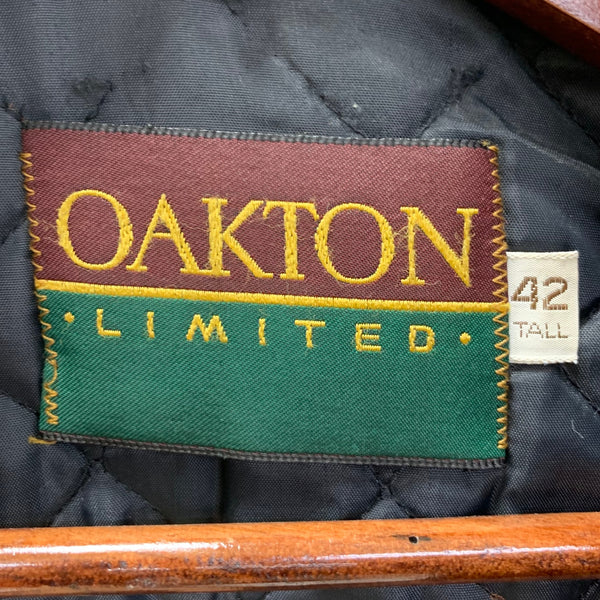 OAKTON
· LIMITED ·
42
TALL